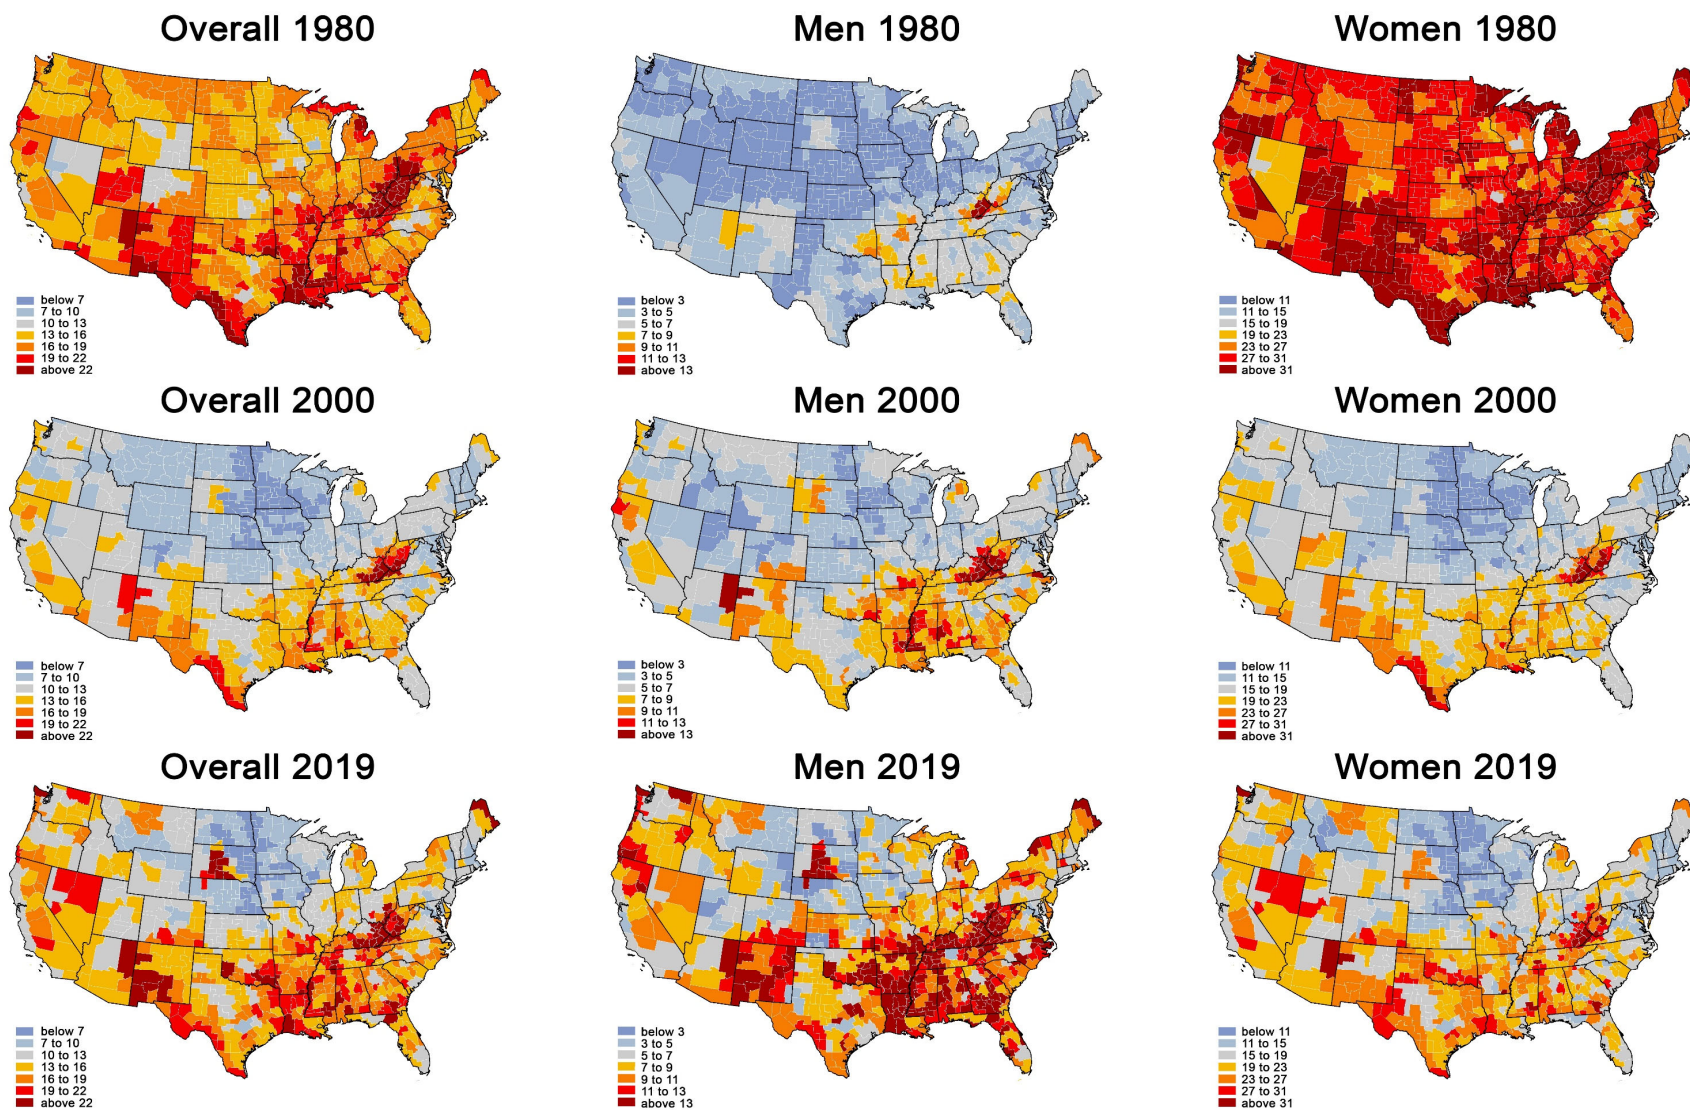 Overall 1980
Men 1980
Women 1980
below 7
7 to 10
10 to 13
13 to 16
16 to 19
19 to 22
above 22
below 3
3 to 5
5 to 7
7 to 9
9 to 11
11 to 13
above 13
below 11
11 to 15
15 to 19
19 to 23
23 to 27
27 to 31
above 31
Overall 2000
Men 2000
Women 2000
below 7
7 to 10
10 to 13
13 to 16
16 to 19
19 to 22
above 22
below 3
3 to 5
5 to 7
7 to 9
9 to 11
11 to 13
above 13
below 11
11 to 15
15 to 19
19 to 23
23 to 27
27 to 31
above 31
Overall 2019
Men 2019
Women 2019
below 7
7 to 10
10 to 13
13 to 16
16 to 19
19 to 22
above 22
below 3
3 to 5
5 to 7
7 to 9
9 to 11
11 to 13
above 13
below 11
11 to 15
15 to 19
19 to 23
23 to 27
27 to 31
above 31